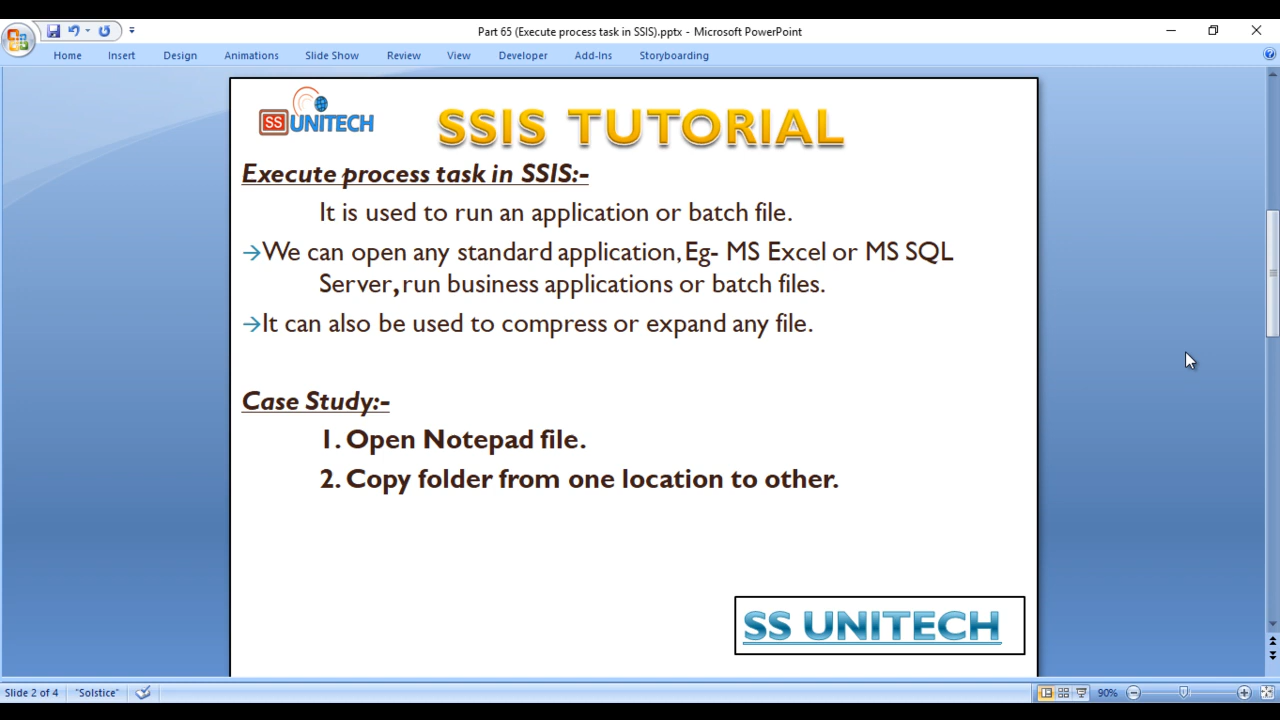 Part 65 (Execute process task in SSIS).pptx - Microsoft PowerPoint
Home Insert Design Animations Slide Show Review View Developer Add-Ins Storyboarding
SS UNITECH
SSIS TUTORIAL
Execute process task in SSIS:-
It is used to run an application or batch file.
→We can open any standard application, Eg- MS Excel or MS SQL
Server, run business applications or batch files.
→It can also be used to compress or expand any file.
Case Study:-
1. Open Notepad file.
2. Copy folder from one location to other.
SS UNITECH
Slide 2 of 4 "Solstice" 90%